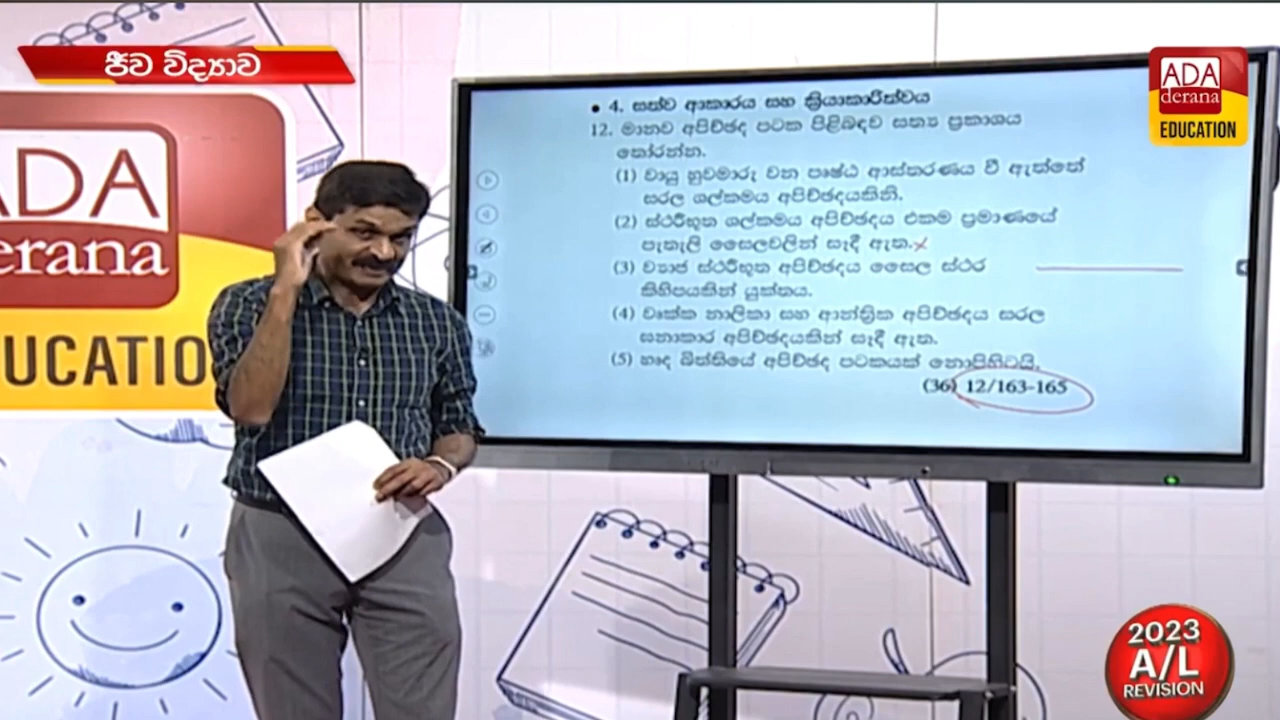 ජීව විද්‍යාව
ADA
derana
EDUCATION
ADA
derana
UCATIO
• 4. සත්ව ආකාරය සහ ක්‍රියාකාරීත්වය
12. මානව අපිච්ඡද පටක පිළිබඳව සත්‍ය ප්‍රකාශය
තෝරන්න.
(1) වායු හුවමාරු වන පෘෂ්ඨ ආස්තරණය වී ඇත්තේ
සරල ශල්කමය අපිච්ඡදයකිනි.
(2) ස්ථරීභූත ශල්කමය අපිච්ඡදය එකම ප්‍රමාණයේ
පැතැලි සෛලවලින් සෑදී ඇත.
(3) ව්‍යාජ ස්ථරීභූත අපිච්ඡදය සෛල ස්ථර
කිහිපයකින් යුක්තය.
(4) වෘක්ක නාලිකා සහ ආන්ත්‍රික අපිච්ඡදය සරල
ඝනාකාර අපිච්ඡදයකින් සෑදී ඇත.
(5) හෘද බිත්තියේ අපිච්ඡද පටකයක් නොපිහිටයි.
(36) 12/163-165
2023
A/L
REVISION